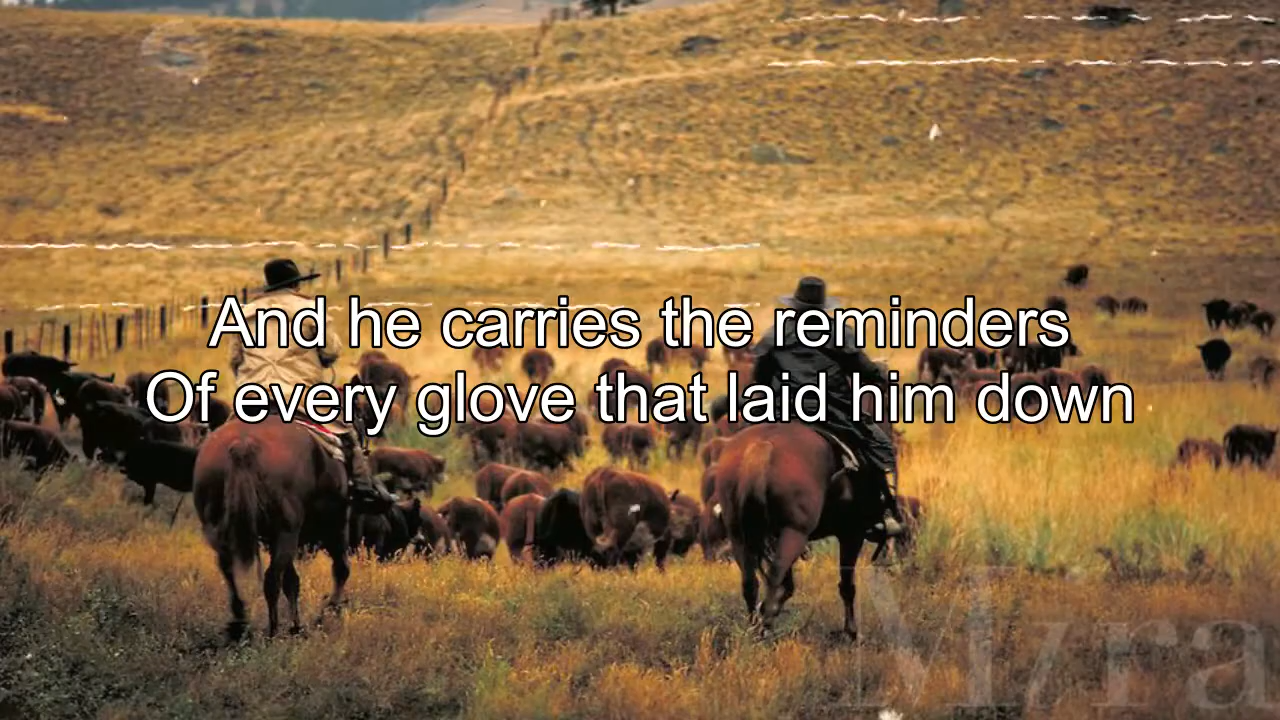 And he carries the reminders
Of every glove that laid him down